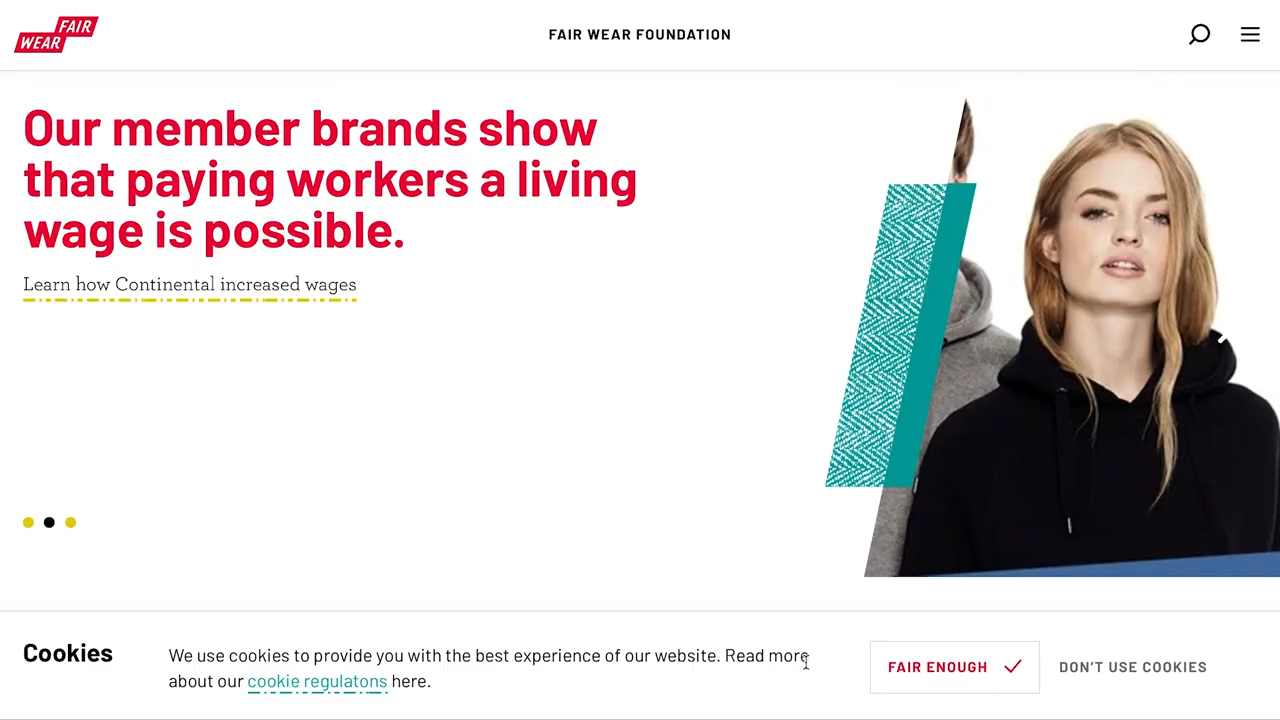 FAIR
WEAR
FAIR WEAR FOUNDATION
Our member brands show
that paying workers a living
wage is possible.
Learn how Continental increased wages
Cookies
We use cookies to provide you with the best experience of our website. Read more
about our cookie regulatons here.
FAIR ENOUGH
DON'T USE COOKIES